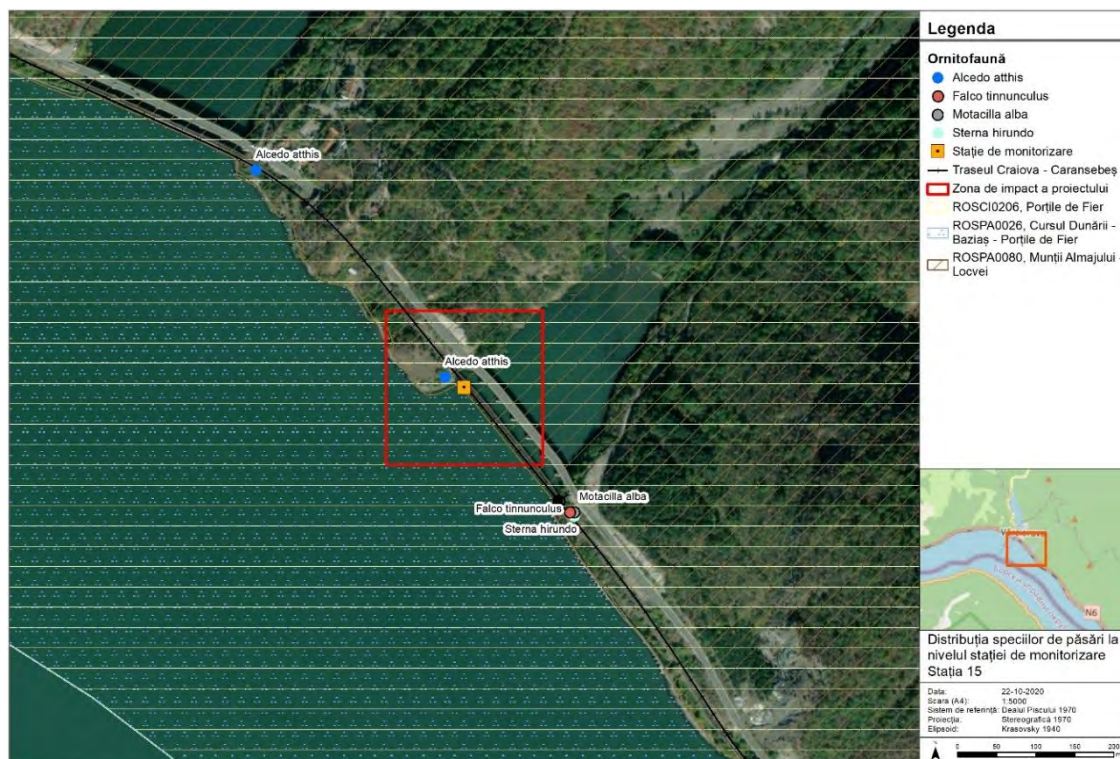 Alcedo atthis
Alcedo atthis
Motacilla alba
Falco tinnunculus
Sterna hirundo
Legenda
Ornitofaună
Alcedo atthis
Falco tinnunculus
Motacilla alba
Sterna hirundo
Stație de monitorizare
Traseul Craiova - Caransebeș
Zona de impact a proiectului
ROSCI0206, Porțile de Fier
ROSPA0026, Cursul Dunării -
Baziaș - Porțile de Fier
ROSPA0080, Munții Almajului -
Locvei
N6
Distribuția speciilor de păsări la
nivelul stației de monitorizare
Stația 15
Data: 22-10-2020
Scara (A4): 1:5000
Sistem de referință: Dealul Piscului 1970
Proiecția: Stereografică 1970
Elipsoid: Krasovsky 1940
0 50 100 150 200